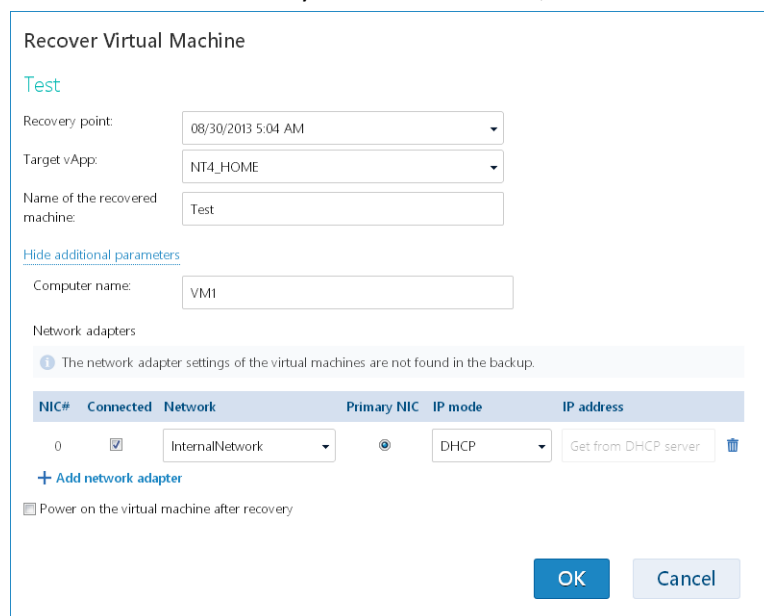 Recover Virtual Machine
Test
Recovery point:
08/30/2013 5:04 AM
Target vApp:
NT4_HOME
Name of the recovered
machine:
Test
Hide additional parameters
Computer name:
VM1
Network adapters
The network adapter settings of the virtual machines are not found in the backup.
NIC# Connected Network Primary NIC IP mode IP address
0 InternalNetwork DHCP Get from DHCP server
Add network adapter
Power on the virtual machine after recovery
OK Cancel